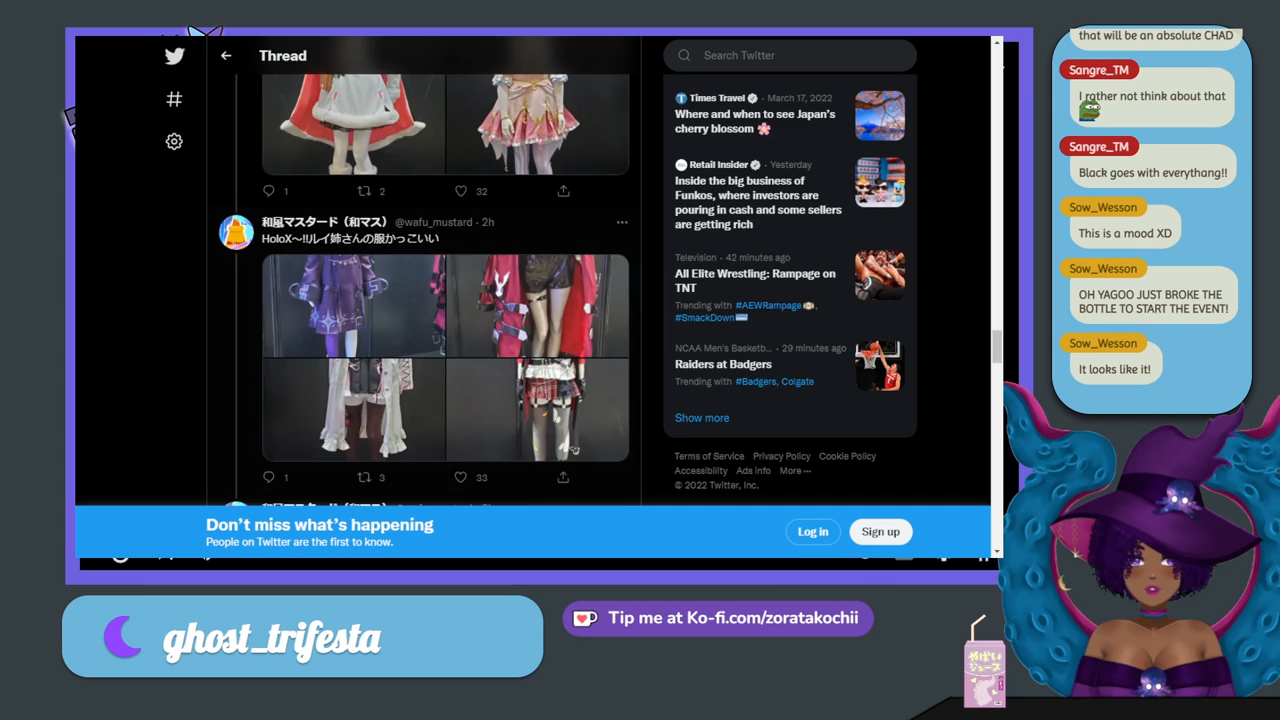 Thread
1
2
32
和風マスタード（和マス） @wafu_mustard · 2h
HoloX～!!ルイ姉さんの服かっこいい
1
3
33
Search Twitter
Times Travel · March 17, 2022
Where and when to see Japan's
cherry blossom 🌸
Retail Insider · Yesterday
Inside the big business of
Funkos, where investors are
pouring in cash and some sellers
are getting rich
Television · 42 minutes ago
All Elite Wrestling: Rampage on
TNT
Trending with #AEWRampage,
#SmackDown
NCAA Men's Basketb... · 29 minutes ago
Raiders at Badgers
Trending with #Badgers, Colgate
Show more
Terms of Service Privacy Policy Cookie Policy
Accessibility Ads info More ···
© 2022 Twitter, Inc.
Don't miss what's happening
People on Twitter are the first to know.
Log in
Sign up
that will be an absolute CHAD
Sangre_TM
I rather not think about that
Sangre_TM
Black goes with everythang!!
Sow_Wesson
This is a mood XD
Sow_Wesson
OH YAGOO JUST BROKE THE
BOTTLE TO START THE EVENT!
Sow_Wesson
It looks like it!
ghost_trifesta
Tip me at Ko-fi.com/zoratakochii
やばい
ジュース